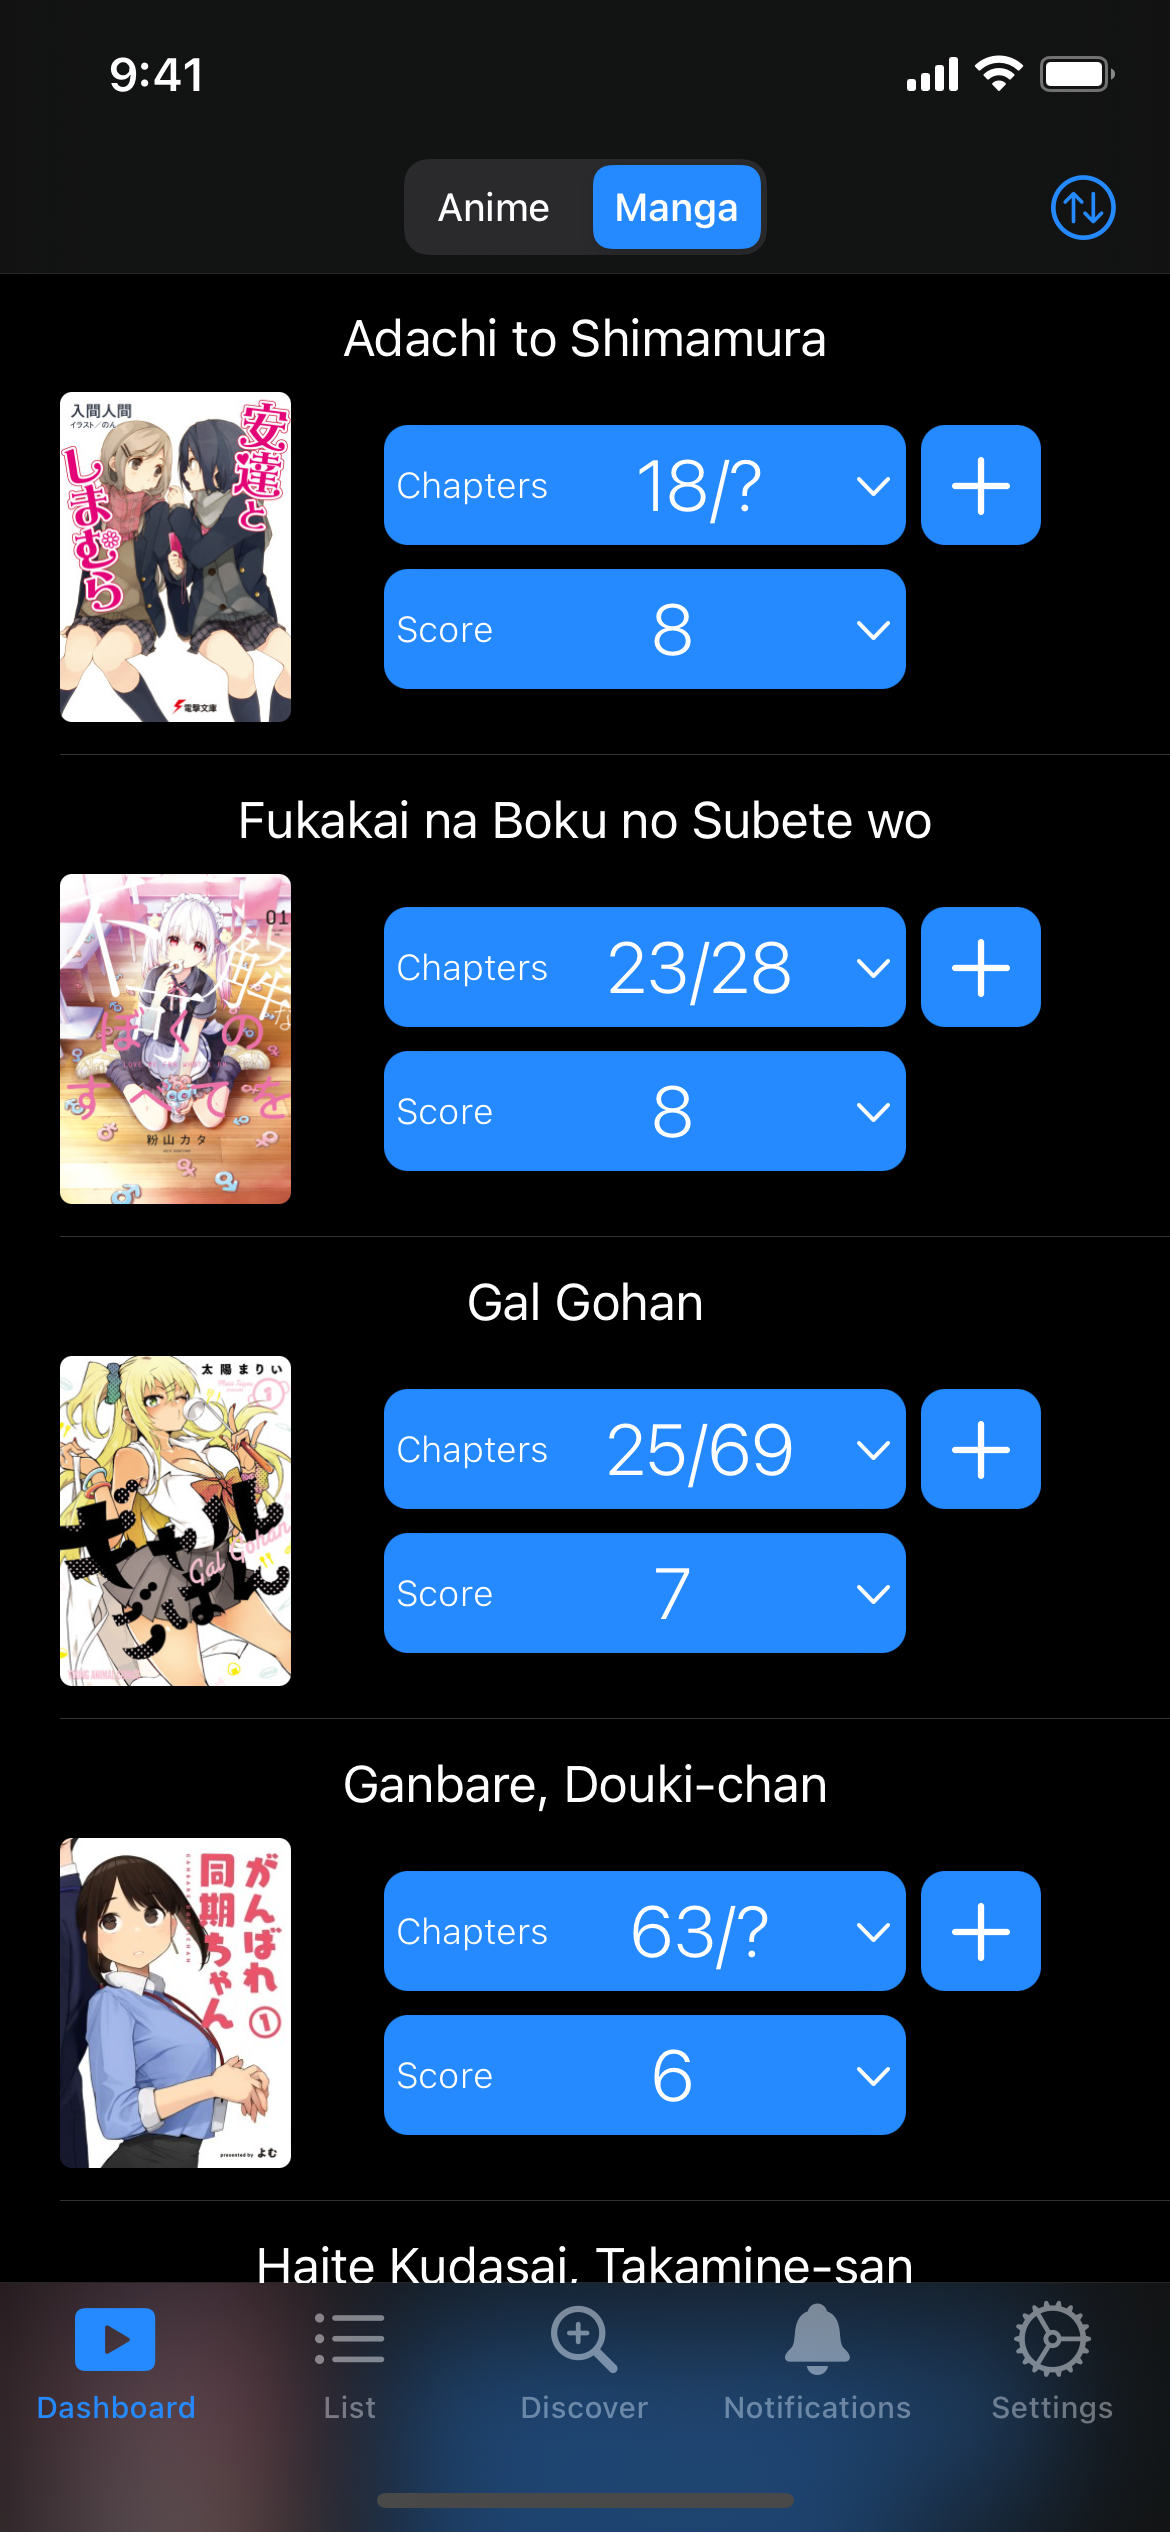 9:41
Anime
Manga
Adachi to Shimamura
入間人間
イラスト／のん
安達と
しまむら
電撃文庫
Chapters 18/?
Score 8
Fukakai na Boku no Subete wo
01
不可解な
ぼくの
すべてを
粉山カタ
Chapters 23/28
Score 8
Gal Gohan
太陽まりい
1
ギャル
ごはん
Gal Gohan
Chapters 25/69
Score 7
Ganbare, Douki-chan
がんばれ
同期ちゃん
1
presented by よむ
Chapters 63/?
Score 6
Haite Kudasai, Takamine-san
Dashboard
List
Discover
Notifications
Settings